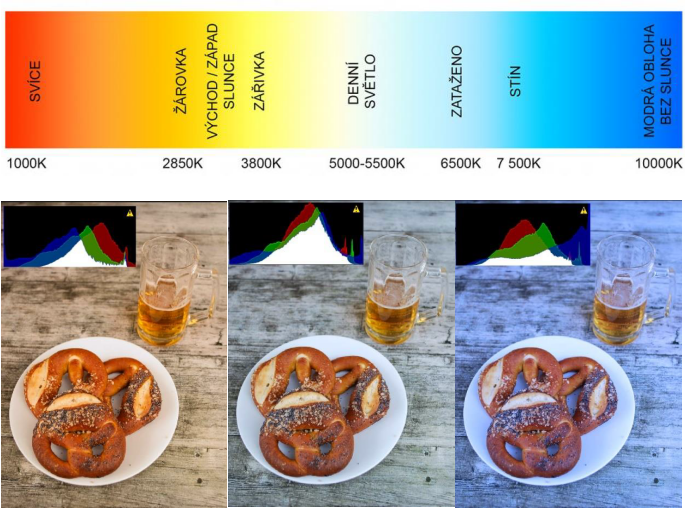 SVÍCE
ŽÁROVKA
VÝCHOD / ZÁPAD
SLUNCE
ZÁŘIVKA
DENNÍ
SVĚTLO
ZATAŽENO
STÍN
MODRÁ OBLOHA
BEZ SLUNCE
1000K
2850K
3800K
5000-5500K
6500K
7 500K
10000K